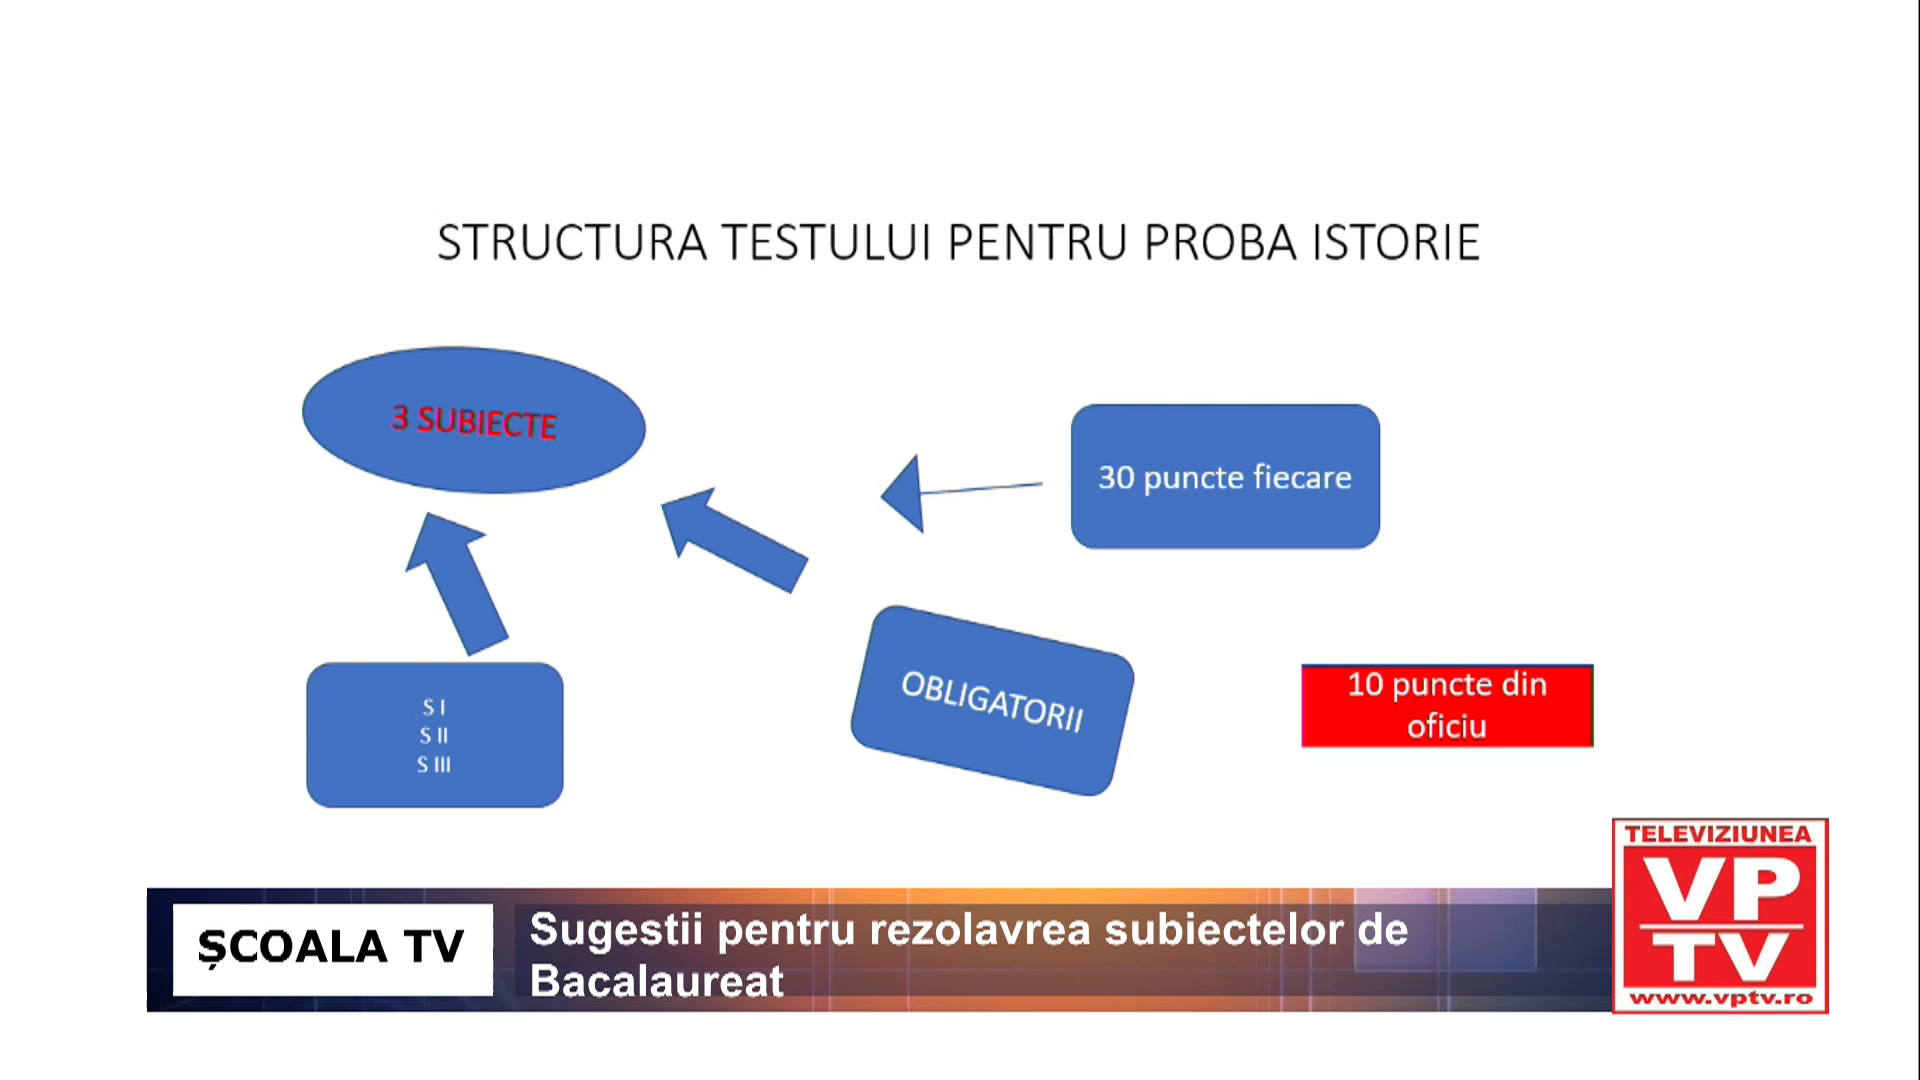 STRUCTURA TESTULUI PENTRU PROBA ISTORIE
3 SUBIECTE
30 puncte fiecare
S I
S II
S III
OBLIGATORII
10 puncte din
oficiu
ȘCOALA TV
Sugestii pentru rezolavrea subiectelor de
Bacalaureat
TELEVIZIUNEA
VP
TV
www.vptv.ro